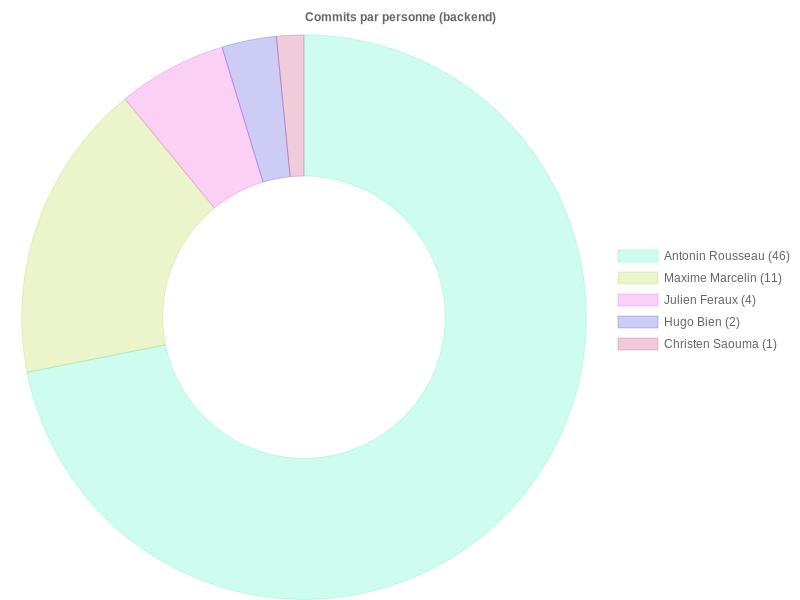 Commits par personne (backend)
Antonin Rousseau (46)
Maxime Marcelin (11)
Julien Feraux (4)
Hugo Bien (2)
Christen Saouma (1)